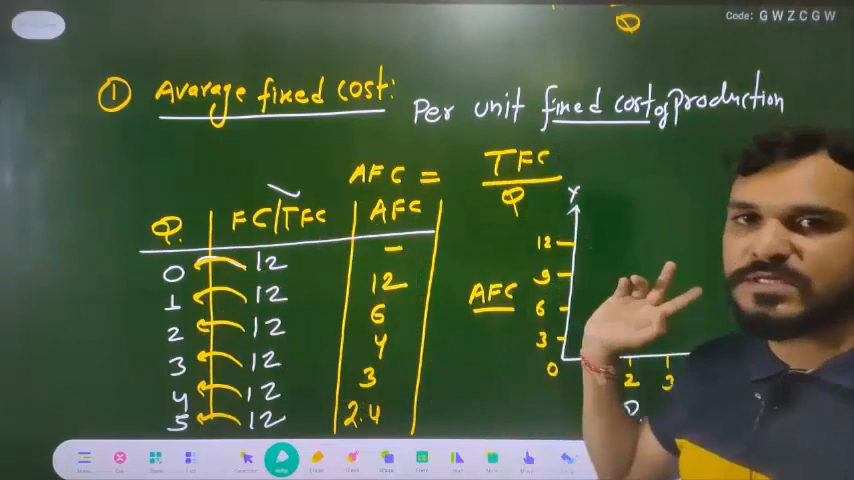 Code: GWZCGW
Q
① Avarage fixed cost: Per unit fixed cost of production
AFC = TFC / Q
Q. FC/TFC AFC
0 12 -
1 12 12
2 12 6
3 12 4
4 12 3
5 12 2.4
Y
12
9
AFC 6
3
0 2 3